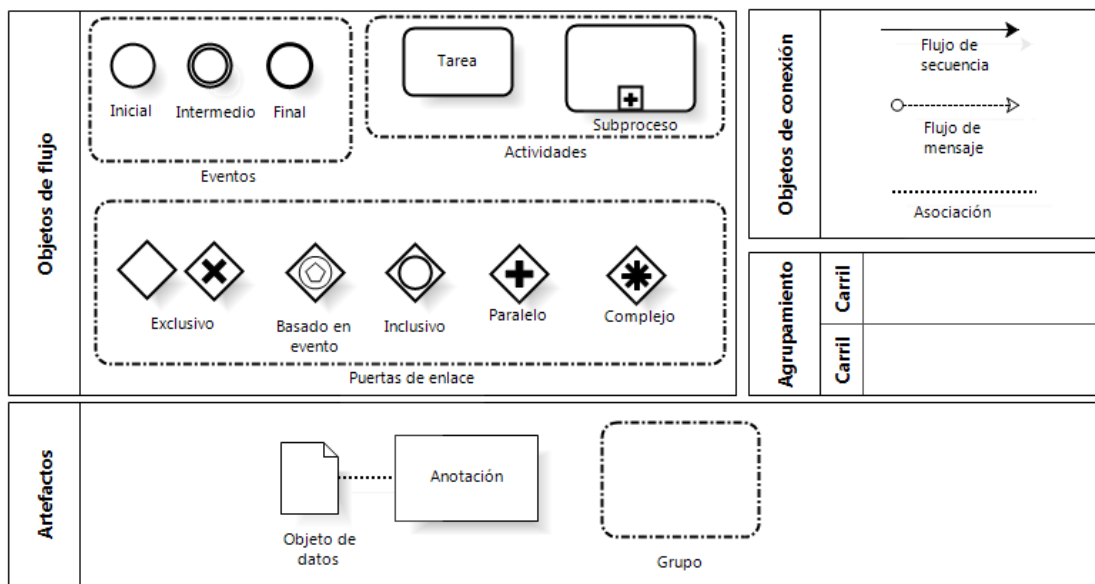 Objetos de flujo
Inicial
Intermedio
Final
Eventos
Tarea
Subproceso
Actividades
Exclusivo
Basado en
evento
Inclusivo
Paralelo
Complejo
Puertas de enlace
Objetos de conexión
Flujo de
secuencia
Flujo de
mensaje
Asociación
Agrupamiento
Carril
Carril
Artefactos
Objeto de
datos
Anotación
Grupo